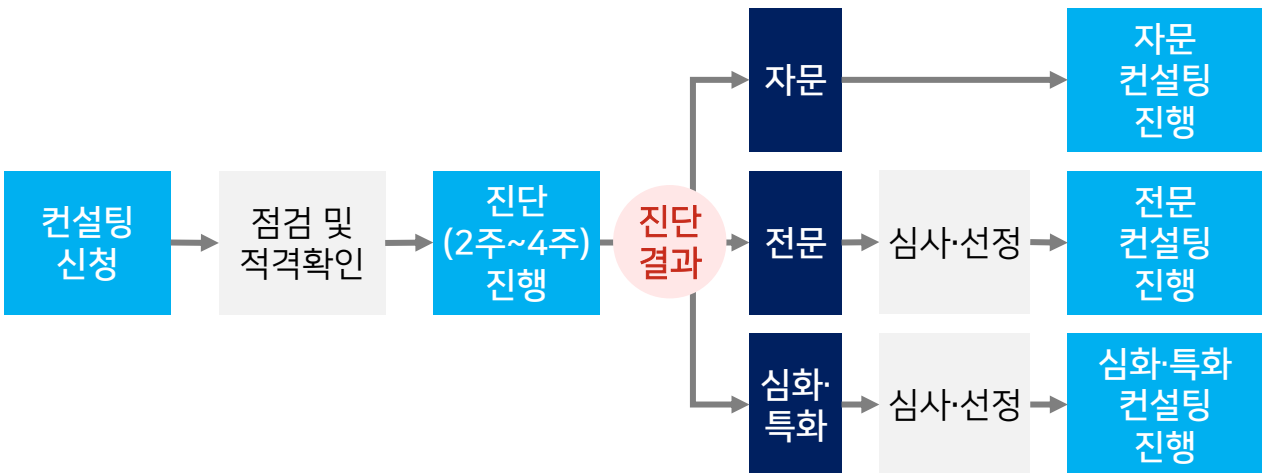 컨설팅
신청
점검 및
적격확인
진단
(2주~4주)
진행
진단
결과
자문
자문
컨설팅
진행
전문
심사·선정
전문
컨설팅
진행
심화·
특화
심사·선정
심화·특화
컨설팅
진행